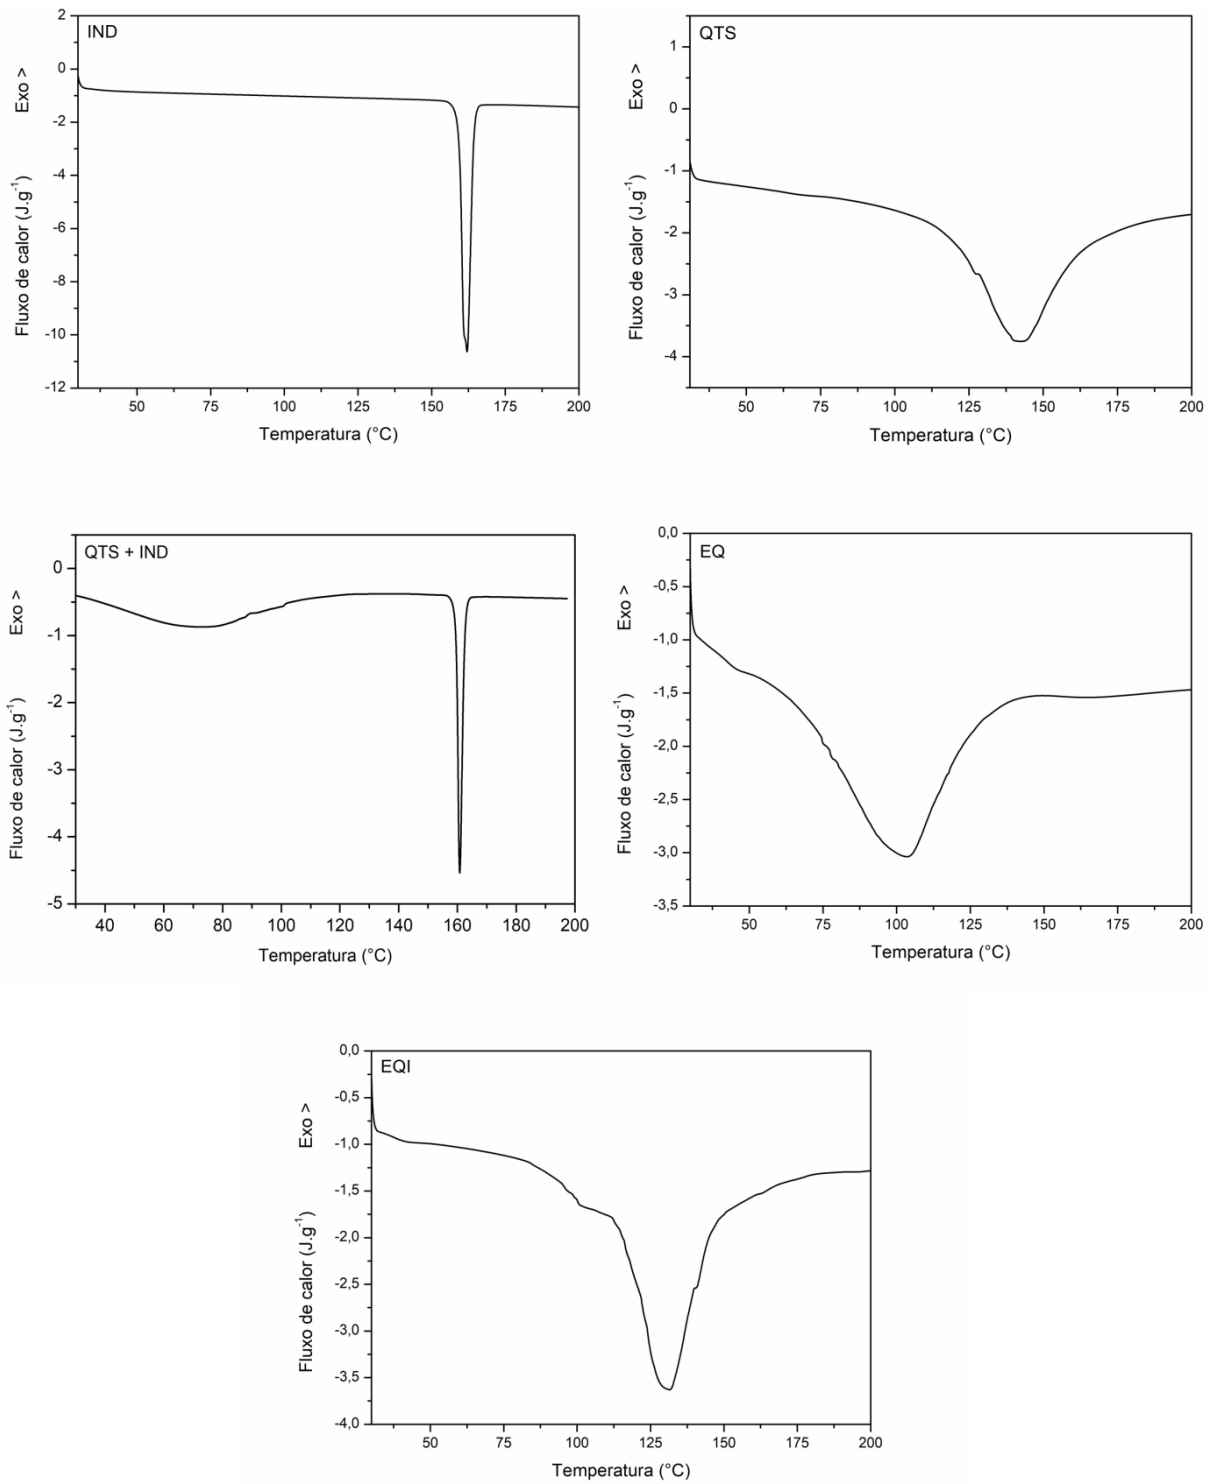 IND
2
0
-2
-4
-6
-8
-10
-12
Fluxo de calor (J.g-1) Exo >
50 75 100 125 150 175 200
Temperatura (°C)
QTS
1
0
-1
-2
-3
-4
Fluxo de calor (J.g-1) Exo >
50 75 100 125 150 175 200
Temperatura (°C)
QTS + IND
0
-1
-2
-3
-4
-5
Fluxo de calor (J.g-1) Exo >
40 60 80 100 120 140 160 180 200
Temperatura (°C)
EQ
0,0
-0,5
-1,0
-1,5
-2,0
-2,5
-3,0
-3,5
Fluxo de calor (J.g-1) Exo >
50 75 100 125 150 175 200
Temperatura (°C)
EQI
0,0
-0,5
-1,0
-1,5
-2,0
-2,5
-3,0
-3,5
-4,0
Fluxo de calor (J.g-1) Exo >
50 75 100 125 150 175 200
Temperatura (°C)